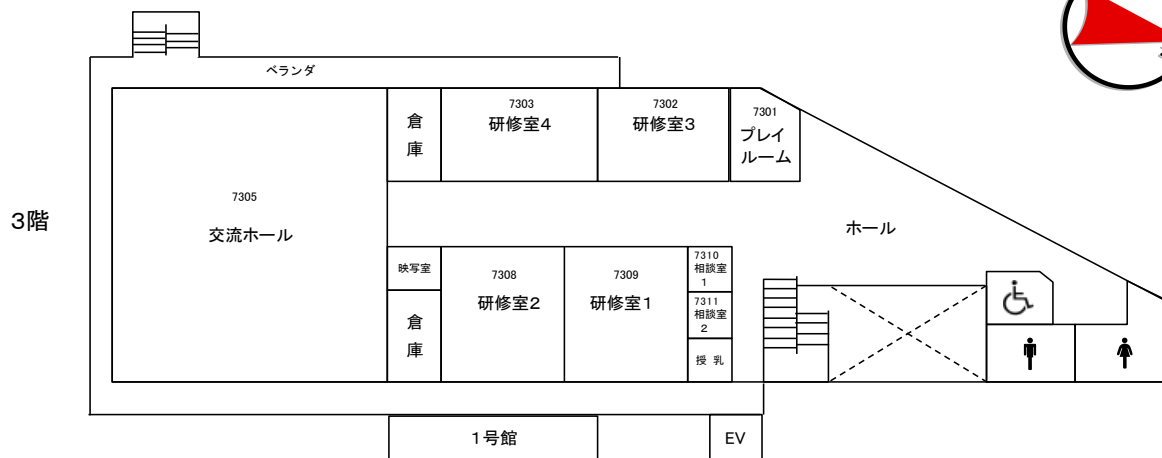 ベランダ
7303
研修室4
7302
研修室3
7301
プレイ
ルーム
倉
庫
7305
交流ホール
3階
ホール
映写室
7308
研修室2
7309
研修室1
7310
相談室
1
7311
相談室
2
倉
庫
授 乳
1号館
EV